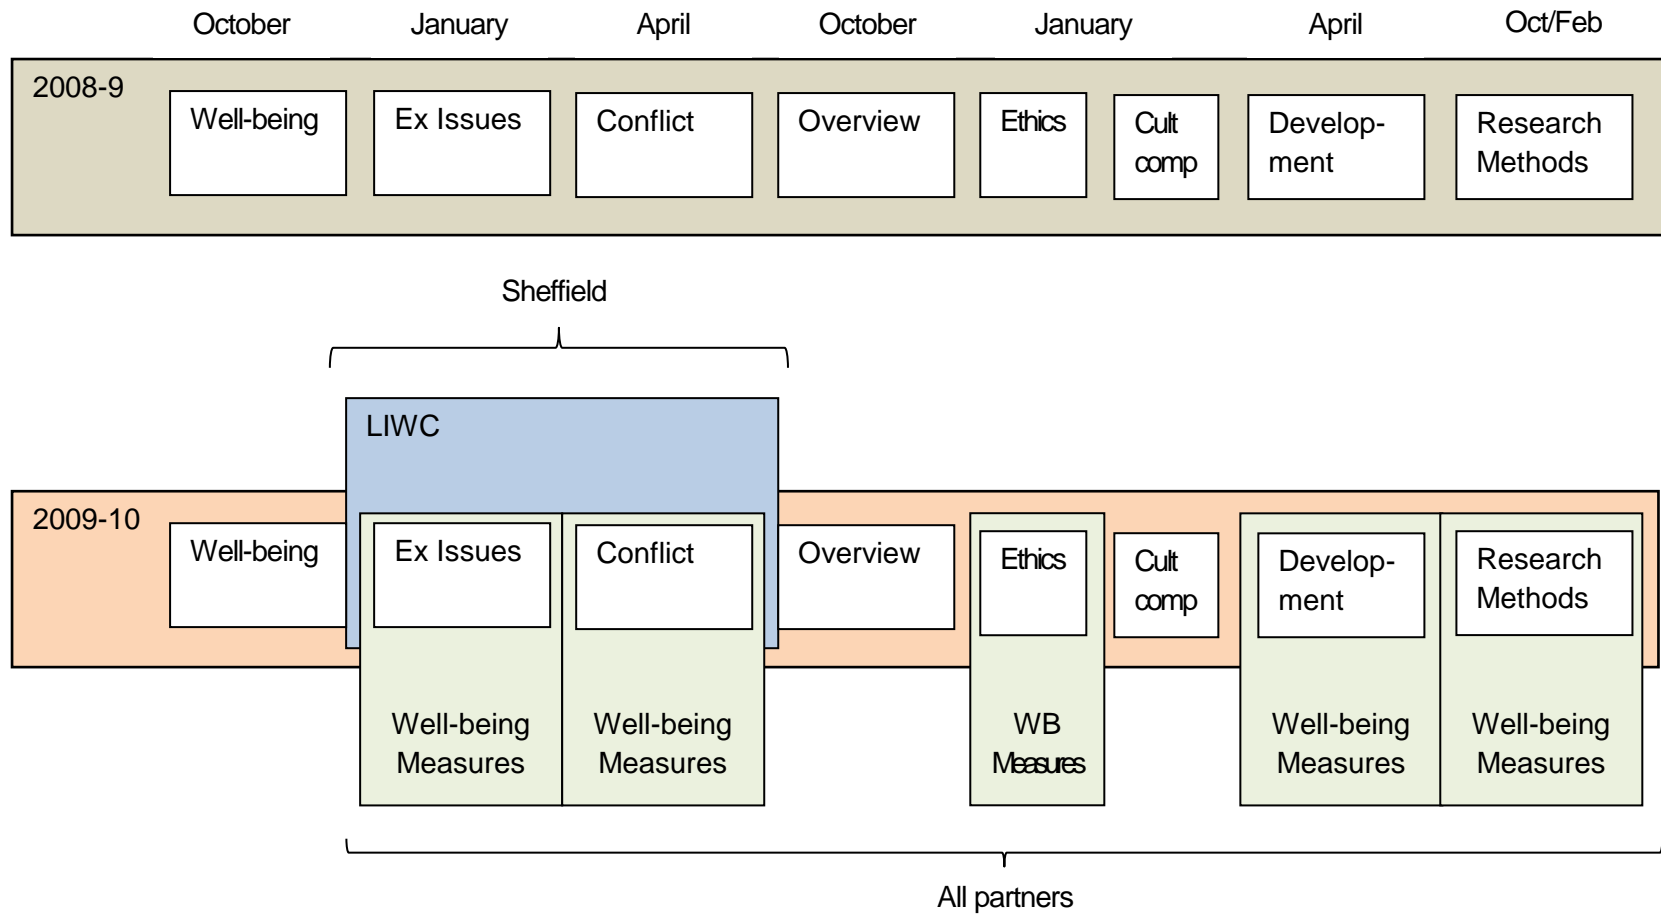 October January April October January April Oct/Feb
2008-9
Well-being
Ex Issues
Conflict
Overview
Ethics
Cult
comp
Develop-
ment
Research
Methods
Sheffield
LIWC
2009-10
Well-being
Ex Issues
Conflict
Overview
Ethics
Cult
comp
Develop-
ment
Research
Methods
Well-being
Measures
Well-being
Measures
WB
Measures
Well-being
Measures
Well-being
Measures
All partners